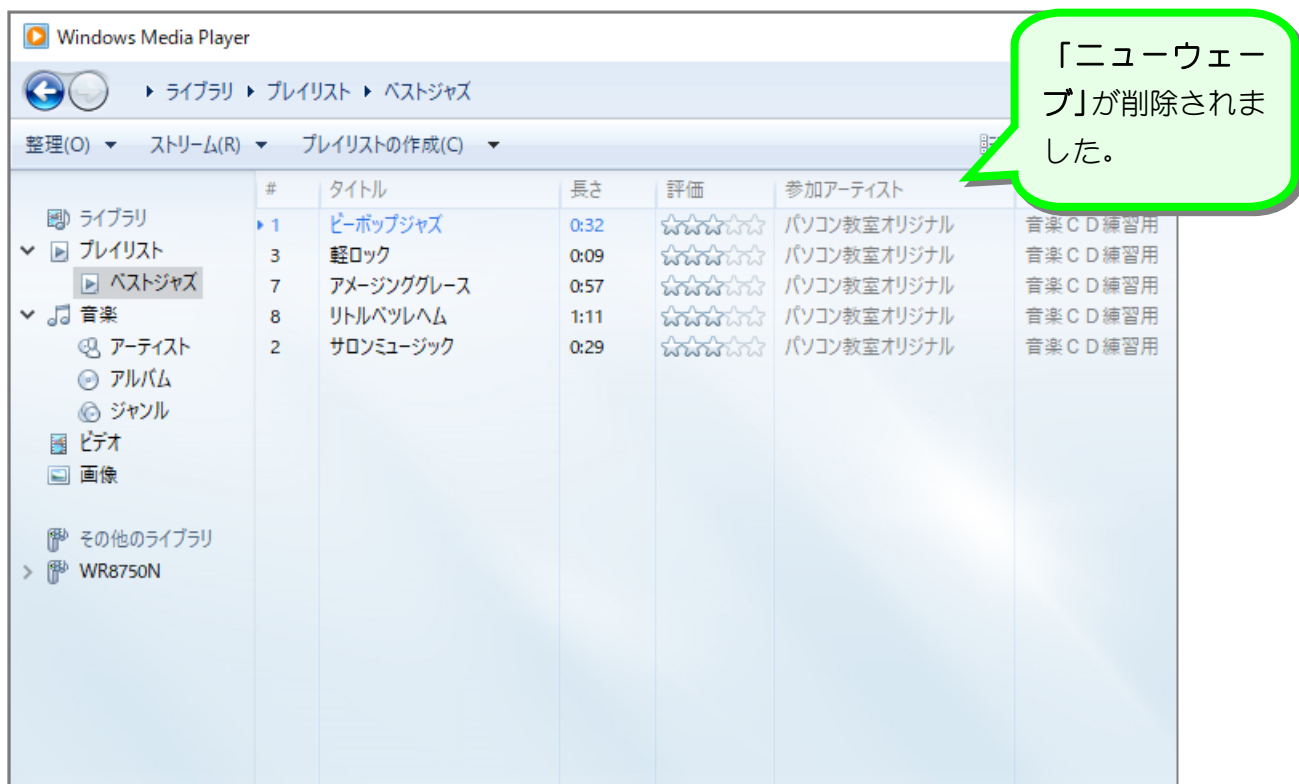 Windows Media Player
「ニューウェー
ブ」が削除されま
した。
ライブラリ プレイリスト ベストジャズ
整理(O) ストリーム(R) プレイリストの作成(C)
# タイトル 長さ 評価 参加アーティスト
ライブラリ
プレイリスト
ベストジャズ
音楽
アーティスト
アルバム
ジャンル
ビデオ
画像
その他のライブラリ
WR8750N
1 ビーボップジャズ 0:32 パソコン教室オリジナル 音楽ＣＤ練習用
3 軽ロック 0:09 パソコン教室オリジナル 音楽ＣＤ練習用
7 アメージンググレース 0:57 パソコン教室オリジナル 音楽ＣＤ練習用
8 リトルベツレヘム 1:11 パソコン教室オリジナル 音楽ＣＤ練習用
2 サロンミュージック 0:29 パソコン教室オリジナル 音楽ＣＤ練習用